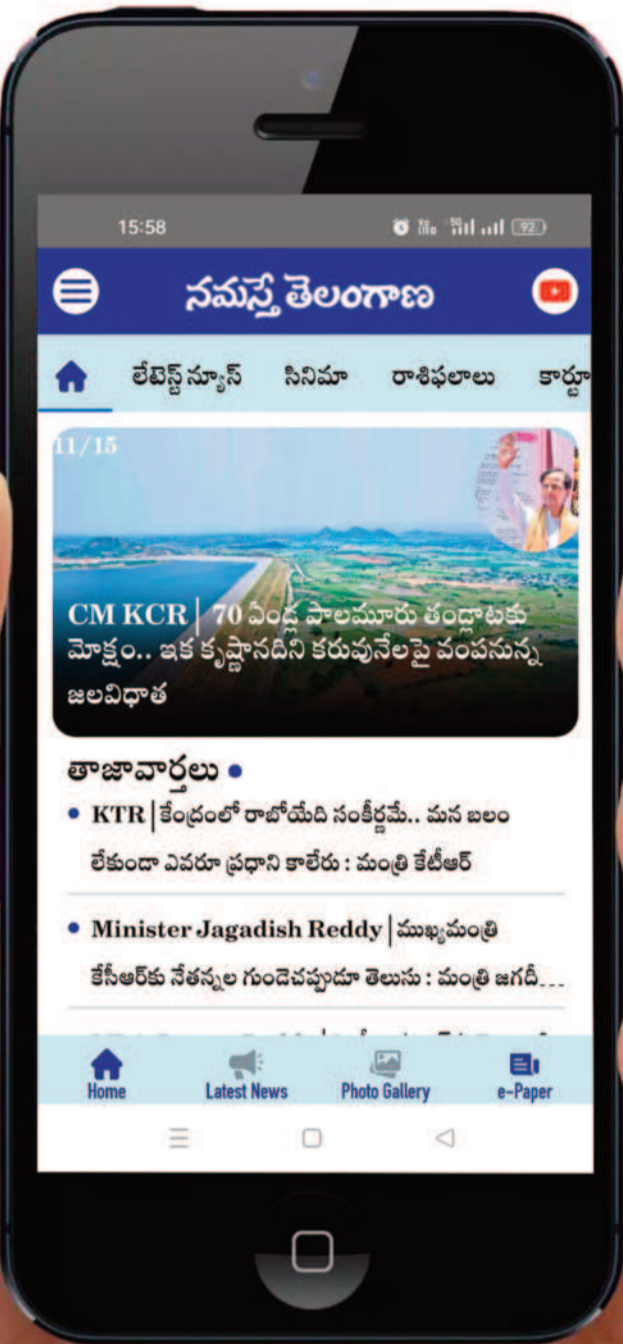 15:58
92
నమస్తే తెలంగాణ
లేటెస్ట్ న్యూస్ సినిమా రాశిఫలాలు కార్టూ
11/15
CM KCR | 70 ఏండ్ల పాలమూరు తండ్లాటకు
మోక్షం.. ఇక కృష్ణానదిని కరువునేలపై వంపనున్న
జలవిధాత
తాజావార్తలు
KTR | కేంద్రంలో రాబోయేది సంకీర్ణమే.. మన బలం
లేకుండా ఎవరూ ప్రధాని కాలేరు : మంత్రి కేటీఆర్
Minister Jagadish Reddy | ముఖ్యమంత్రి
కేసీఆర్‌కు నేతన్నల గుండెచప్పుడూ తెలుసు : మంత్రి జగదీ...
Home Latest News Photo Gallery e-Paper